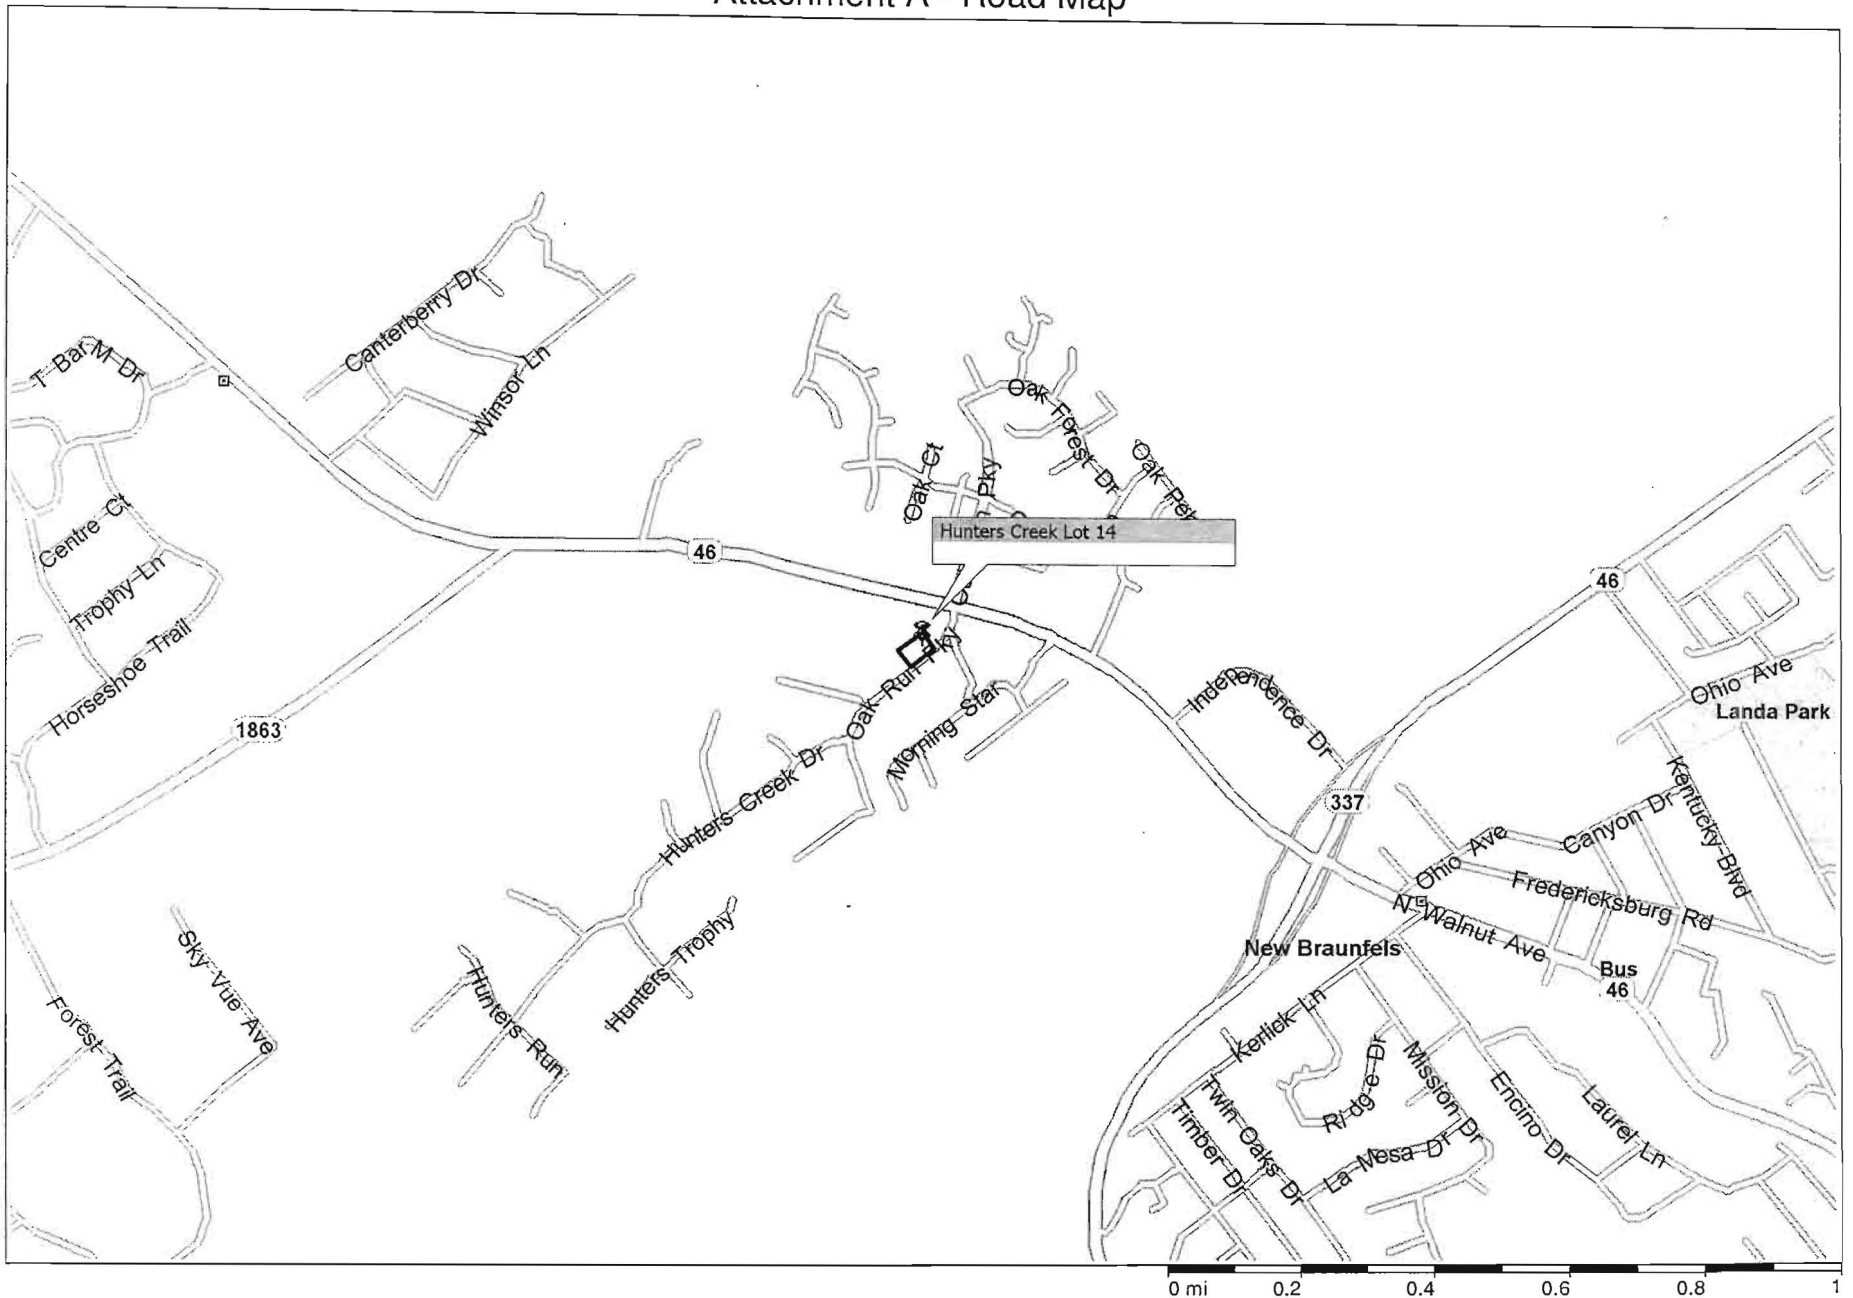 Attachment A - Road Map
Canterberry Dr
T Bar M Dr
Winsor Ln
Oak Forest Dr
Oak Ct
Pky
Centre Ct
Hunters Creek Lot 14
46
46
Trophy Ln
Horseshoe Trail
1863
Oak Run Pky
Morning Star
Independence Dr
Ohio Ave
Landa Park
Hunters Creek Dr
337
Kentucky Blvd
Canyon Dr
Ohio Ave
Fredericksburg Rd
N Walnut Ave
New Braunfels
Bus
46
Sky Vue Ave
Hunters Trophy
Hunters Run
Forest Trail
Kerlick Ln
Ridge Dr
Mission Dr
Encino Dr
Laurel Ln
Twin Oaks Dr
Timber Dr
La Mesa Dr
0 mi 0.2 0.4 0.6 0.8 1